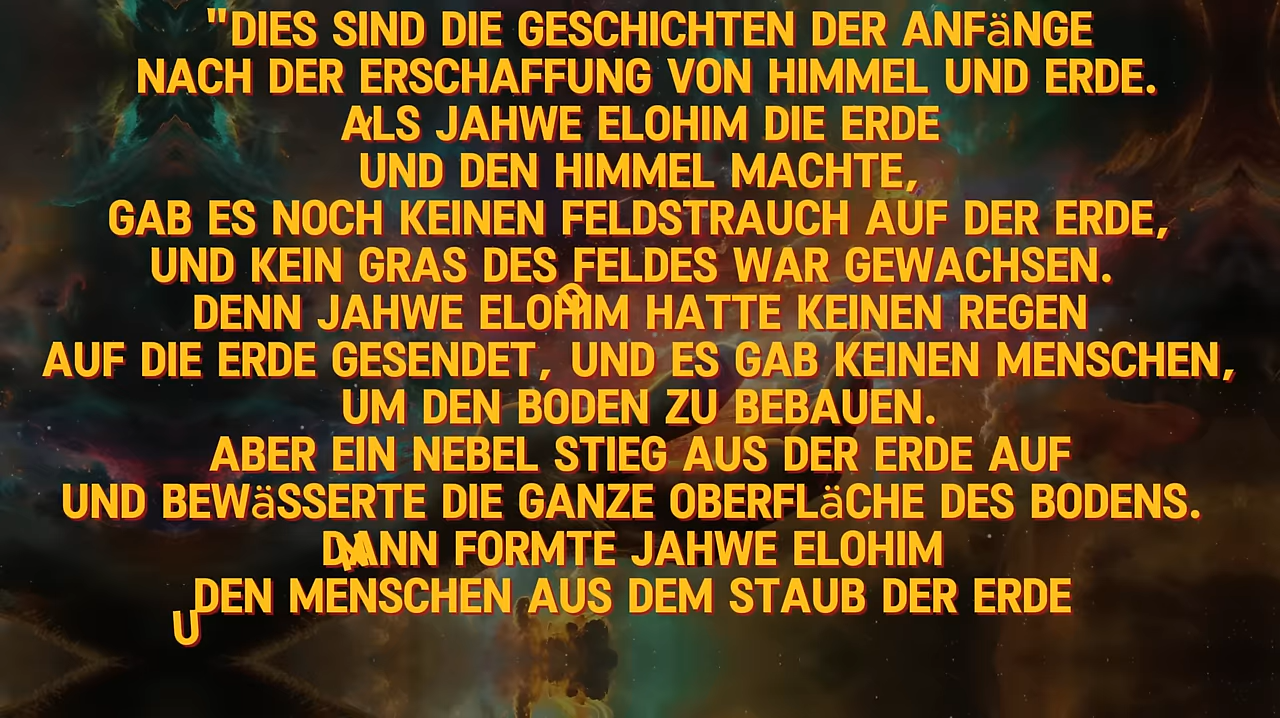 "DIES SIND DIE GESCHICHTEN DER ANFäNGE
NACH DER ERSCHAFFUNG VON HIMMEL UND ERDE.
ALS JAHWE ELOHIM DIE ERDE
UND DEN HIMMEL MACHTE,
GAB ES NOCH KEINEN FELDSTRAUCH AUF DER ERDE,
UND KEIN GRAS DES FELDES WAR GEWACHSEN.
DENN JAHWE ELOHIM HATTE KEINEN REGEN
AUF DIE ERDE GESENDET, UND ES GAB KEINEN MENSCHEN,
UM DEN BODEN ZU BEBAUEN.
ABER EIN NEBEL STIEG AUS DER ERDE AUF
UND BEWäSSERTE DIE GANZE OBERFLäCHE DES BODENS.
DANN FORMTE JAHWE ELOHIM
DEN MENSCHEN AUS DEM STAUB DER ERDE
U